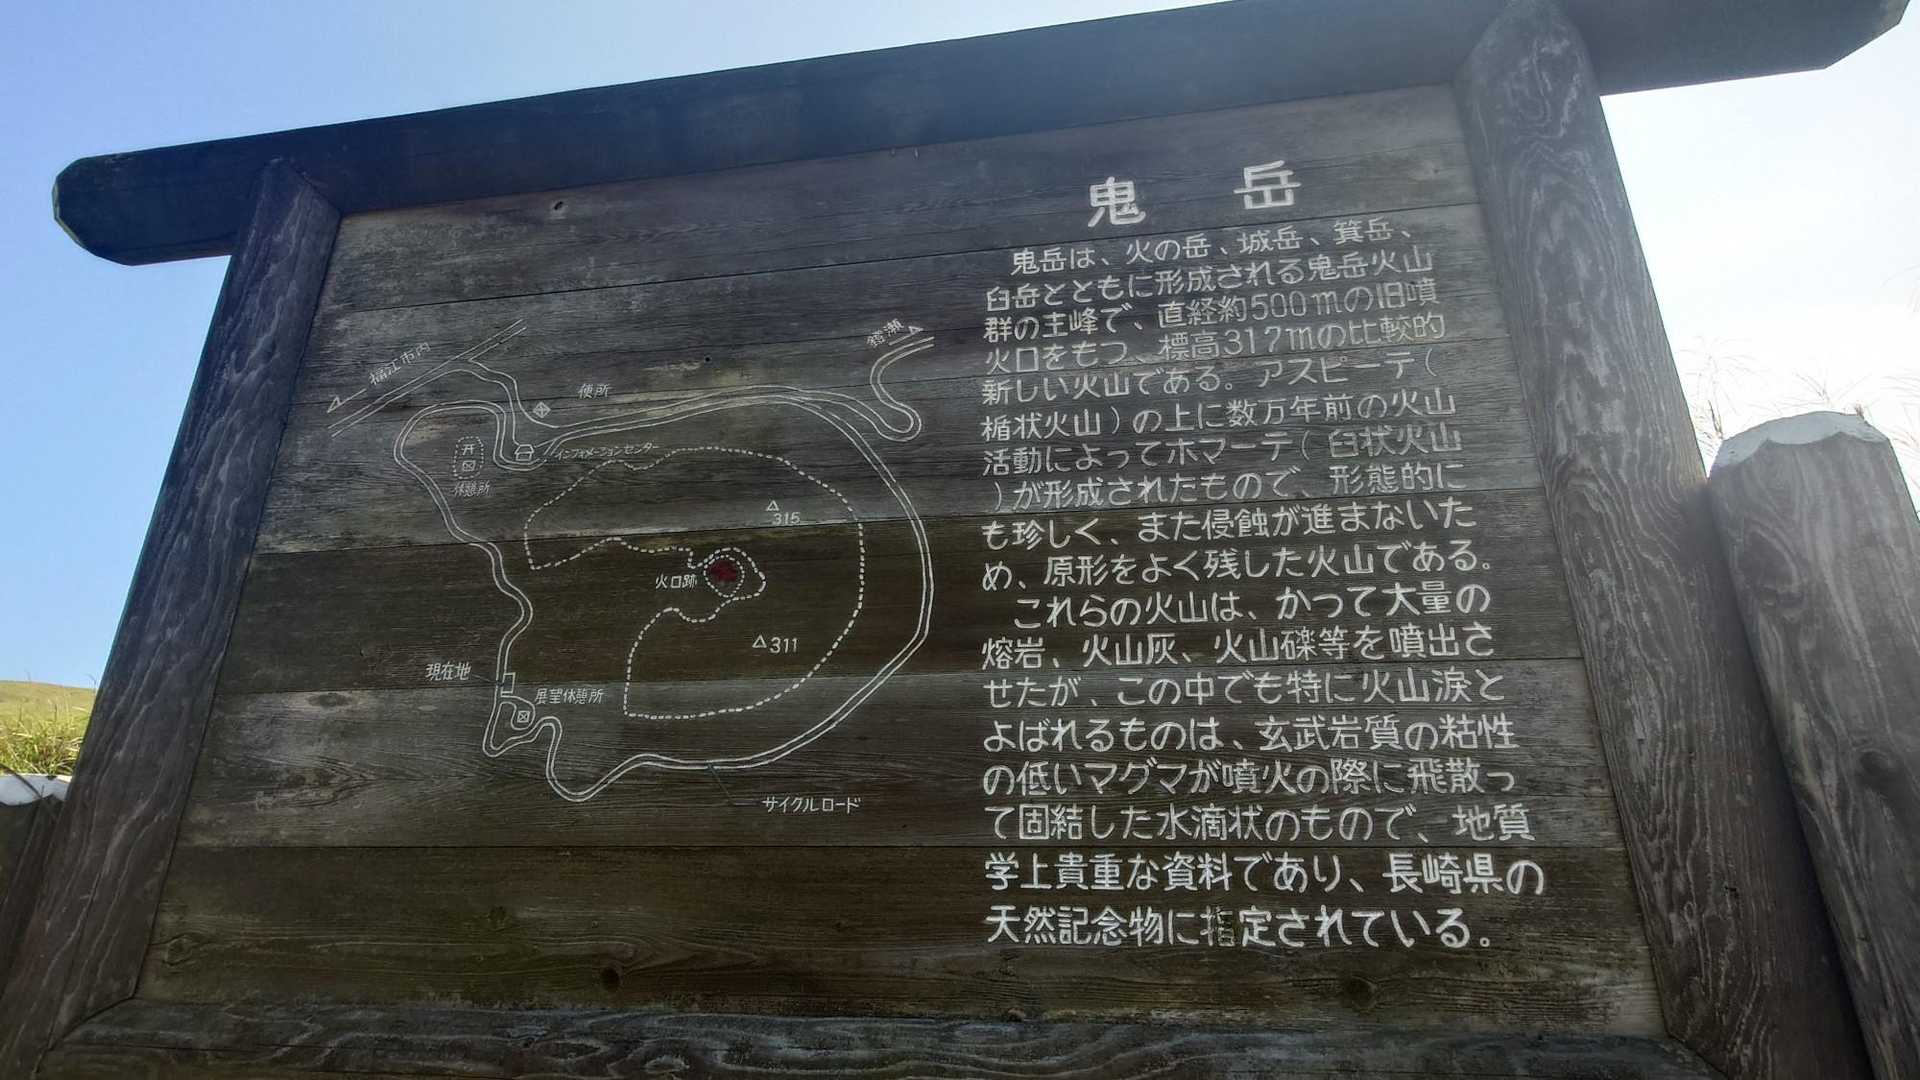 鬼岳
鬼岳は、火の岳、城岳、箕岳、
臼岳とともに形成される鬼岳火山
群の主峰で、直経約500mの旧噴
火口をもつ、標高317mの比較的
新しい火山である。アスピーテ(
楯状火山)の上に数万年前の火山
活動によってホマーテ(臼状火山
)が形成されたもので、形態的に
も珍しく、また侵蝕が進まないた
め、原形をよく残した火山である。
これらの火山は、かつて大量の
熔岩、火山灰、火山礫等を噴出さ
せたが、この中でも特に火山涙と
よばれるものは、玄武岩質の粘性
の低いマグマが噴火の際に飛散っ
て固結した水滴状のもので、地質
学上貴重な資料であり、長崎県の
天然記念物に指定されている。
福江市内
便所
インフォメーションセンター
休憩所
315
火口跡
311
現在地
展望休憩所
サイクルロード